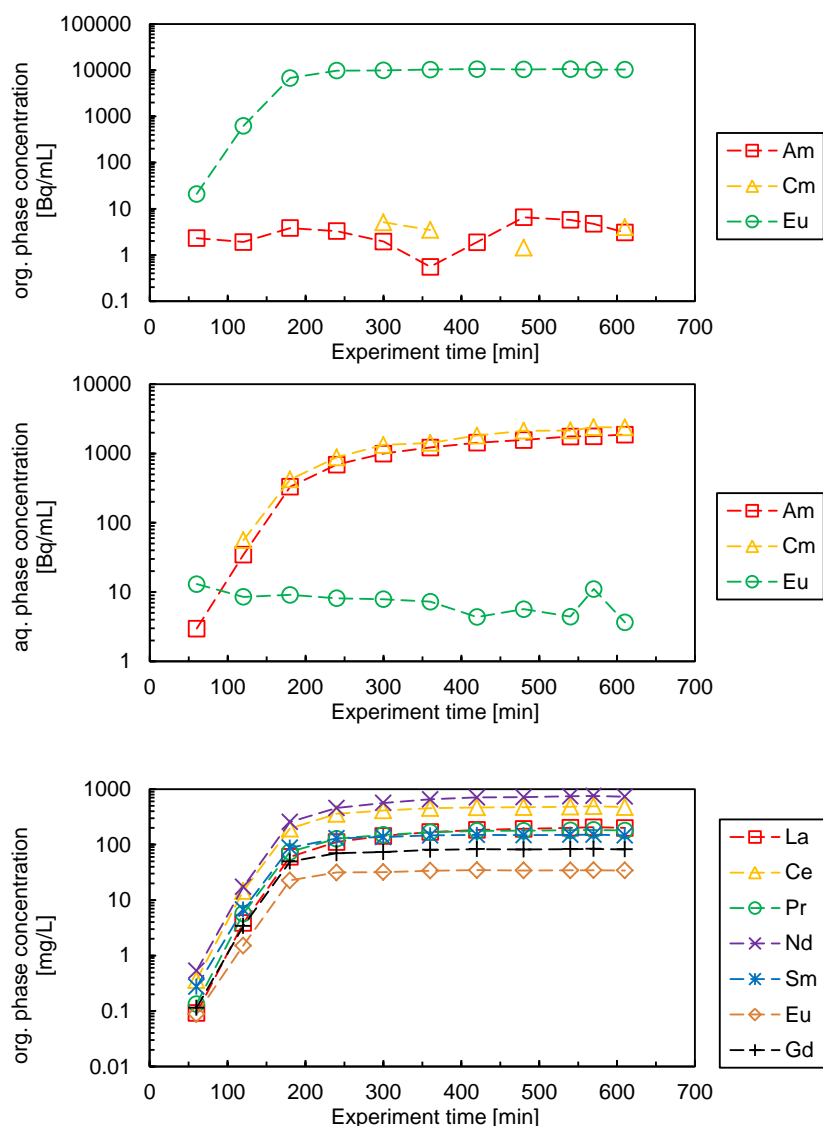 org. phase concentration
[Bq/mL]
100000
10000
1000
100
10
1
0.1
0 100 200 300 400 500 600 700
Experiment time [min]
Am
Cm
Eu
aq. phase concentration
[Bq/mL]
10000
1000
100
10
1
0 100 200 300 400 500 600 700
Experiment time [min]
Am
Cm
Eu
org. phase concentration
[mg/L]
1000
100
10
1
0.1
0.01
0 100 200 300 400 500 600 700
Experiment time [min]
La
Ce
Pr
Nd
Sm
Eu
Gd